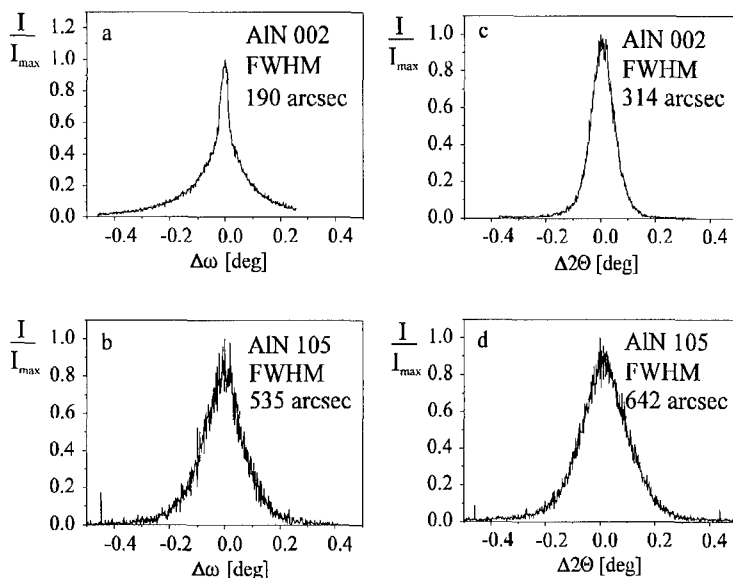 I
I_max
a
AlN 002
FWHM
190 arcsec
1.2
1.0
0.8
0.6
0.4
0.2
0.0
-0.4 -0.2 0.0 0.2 0.4
Δω [deg]
I
I_max
c
AlN 002
FWHM
314 arcsec
1.0
0.8
0.6
0.4
0.2
0.0
-0.4 -0.2 0.0 0.2 0.4
Δ2Θ [deg]
I
I_max
b
AlN 105
FWHM
535 arcsec
1.0
0.8
0.6
0.4
0.2
0.0
-0.4 -0.2 0.0 0.2 0.4
Δω [deg]
I
I_max
d
AlN 105
FWHM
642 arcsec
1.0
0.8
0.6
0.4
0.2
0.0
-0.4 -0.2 0.0 0.2 0.4
Δ2Θ [deg]